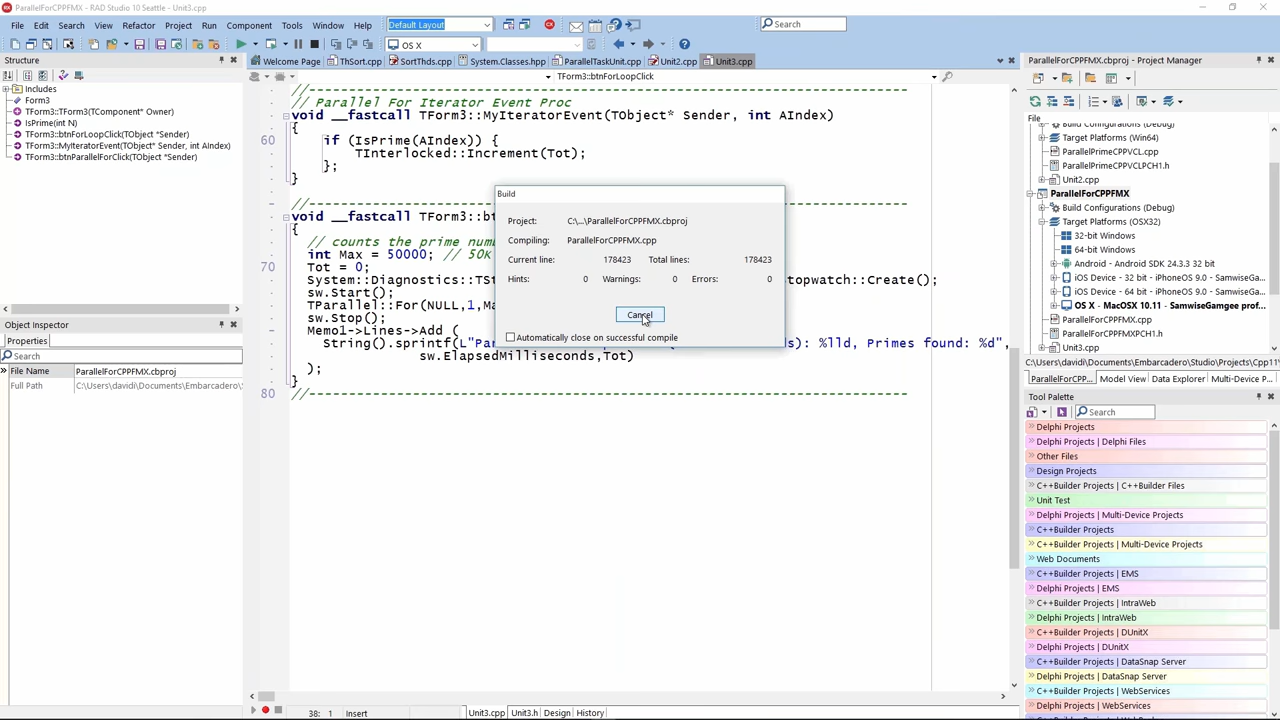 ParallelForCPPFMX - RAD Studio 10 Seattle - Unit3.cpp
File Edit Search View Refactor Project Run Component Tools Window Help
Default Layout
Search
OS X
Structure
Includes
Form3
TForm3::TForm3(TComponent* Owner)
IsPrime(int N)
TForm3::btnForLoopClick(TObject *Sender)
TForm3::MyIteratorEvent(TObject* Sender, int AIndex)
TForm3::btnParallelForClick(TObject *Sender)
Object Inspector
Properties
Search
File Name ParallelForCPPFMX.cbproj
Full Path C:\Users\davidi\Documents\Embarcadero\
Welcome Page ThSort.cpp SortThds.cpp System.Classes.hpp ParallelTaskUnit.cpp Unit2.cpp Unit3.cpp
TForm3::btnForLoopClick
// Parallel For Iterator Event Proc
void __fastcall TForm3::MyIteratorEvent(TObject* Sender, int AIndex)
{
60 if (IsPrime(AIndex)) {
TInterlocked::Increment(Tot);
};
}
//
void __fastcall TForm3::bt
{
// counts the prime num
int Max = 50000; // 50K
70 Tot = 0;
System::Diagnostics::TSt
topwatch::Create();
sw.Start();
TParallel::For(NULL,1,Ma
sw.Stop();
Memo1->Lines->Add (
String().sprintf(L"Par
ds): %lld, Primes found: %d",
sw.ElapsedMilliseconds,Tot)
);
}
80 //
Build
Project: C:\...\ParallelForCPPFMX.cbproj
Compiling: ParallelForCPPFMX.cpp
Current line: 178423 Total lines: 178423
Hints: 0 Warnings: 0 Errors: 0
Cancel
Automatically close on successful compile
38: 1 Insert
Unit3.cpp Unit3.h Design History
ParallelForCPPFMX.cbproj - Project Manager
File
Build Configurations (Debug)
Target Platforms (Win64)
ParallelPrimeCPPVCL.cpp
ParallelPrimeCPPVCLPCH1.h
Unit2.cpp
ParallelForCPPFMX
Build Configurations (Debug)
Target Platforms (OSX32)
32-bit Windows
64-bit Windows
Android - Android SDK 24.3.3 32 bit
iOS Device - 32 bit - iPhoneOS 9.0 - SamwiseGa...
iOS Device - 64 bit - iPhoneOS 9.0 - SamwiseGa...
OS X - MacOSX 10.11 - SamwiseGamgee prof...
ParallelForCPPFMX.cpp
ParallelForCPPFMXPCH1.h
Unit3.cpp
C:\Users\davidi\Documents\Embarcadero\Studio\Projects\Cpp11\
ParallelForCPP... Model View Data Explorer Multi-Device P...
Tool Palette
Search
Delphi Projects
Delphi Projects | Delphi Files
Other Files
Design Projects
C++Builder Projects | C++Builder Files
Unit Test
Delphi Projects | Multi-Device Projects
C++Builder Projects
C++Builder Projects | Multi-Device Projects
Web Documents
C++Builder Projects | EMS
Delphi Projects | EMS
C++Builder Projects | IntraWeb
Delphi Projects | IntraWeb
C++Builder Projects | DUnitX
Delphi Projects | DUnitX
C++Builder Projects | DataSnap Server
Delphi Projects | DataSnap Server
C++Builder Projects | WebServices
Delphi Projects | WebServices